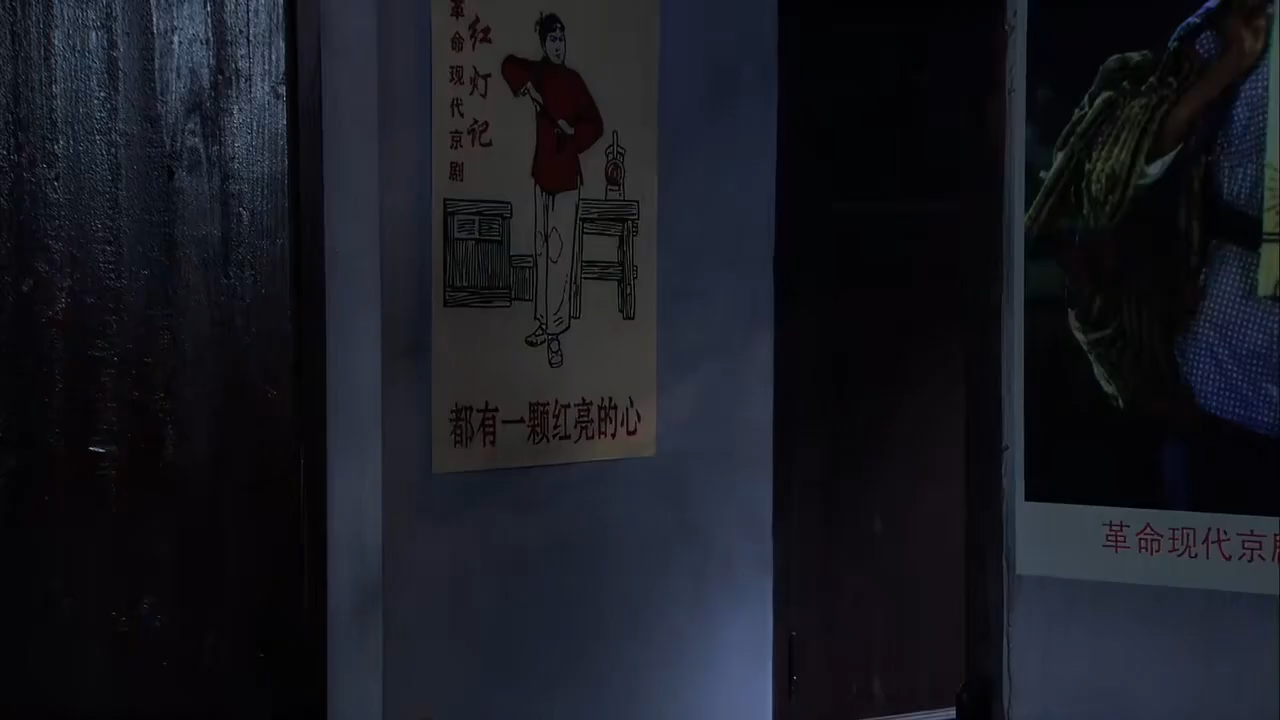 红灯记
革命现代京剧
都有一颗红亮的心
革命现代京